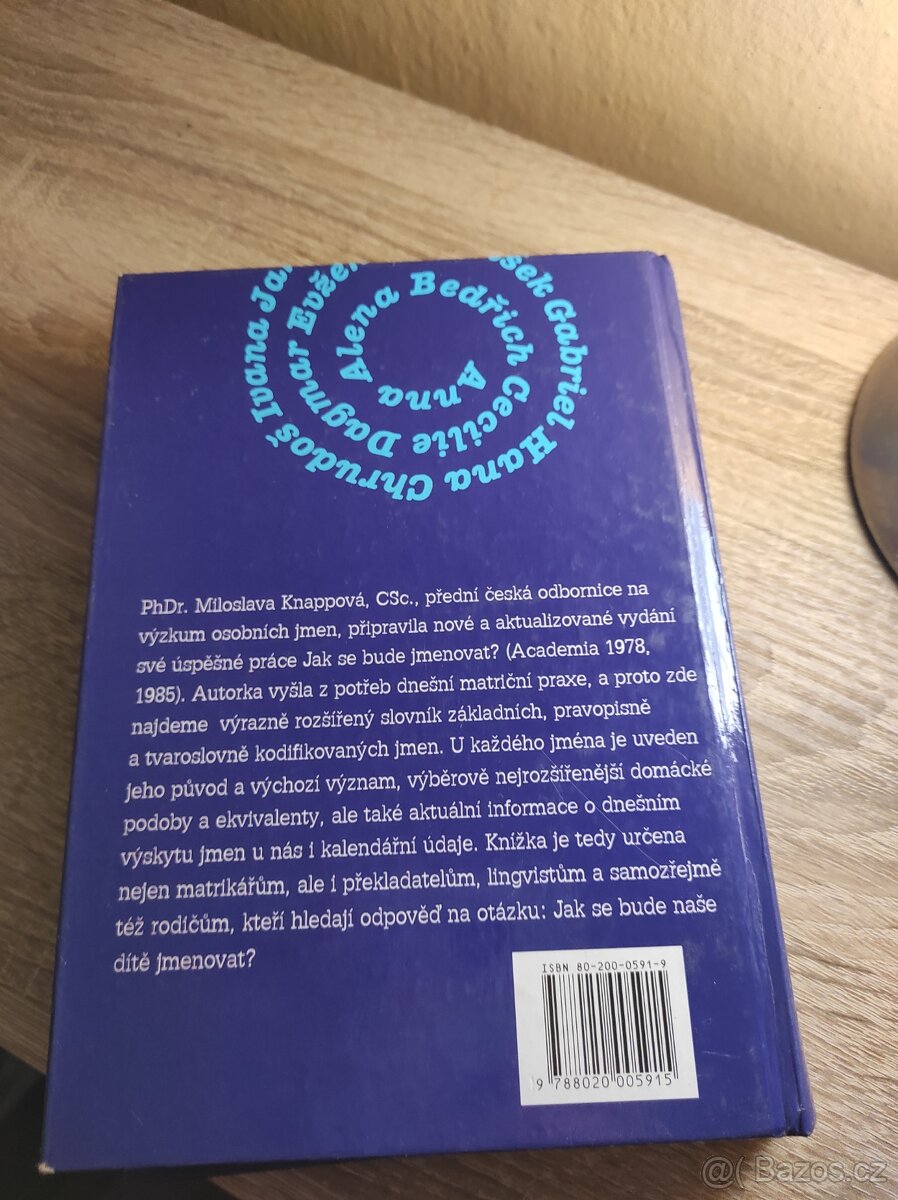 Anna Alena Bedřich Cecilie Dagmar Evže
šek Gabriel Hana Chrudoš Ivana Ja
PhDr. Miloslava Knappová, CSc., přední česká odbornice na
výzkum osobních jmen, připravila nové a aktualizované vydání
své úspěšné práce Jak se bude jmenovat? (Academia 1978,
1985). Autorka vyšla z potřeb dnešní matriční praxe, a proto zde
najdeme výrazně rozšířený slovník základních, pravopisně
a tvaroslovně kodifikovaných jmen. U každého jména je uveden
jeho původ a výchozí význam, výběrově nejrozšířenější domácké
podoby a ekvivalenty, ale také aktuální informace o dnešním
výskytu jmen u nás i kalendářní údaje. Knížka je tedy určena
nejen matrikářům, ale i překladatelům, lingvistům a samozřejmě
též rodičům, kteří hledají odpověď na otázku: Jak se bude naše
dítě jmenovat?
ISBN 80-200-0591-9
9 788020 005915
@( Bazos.cz